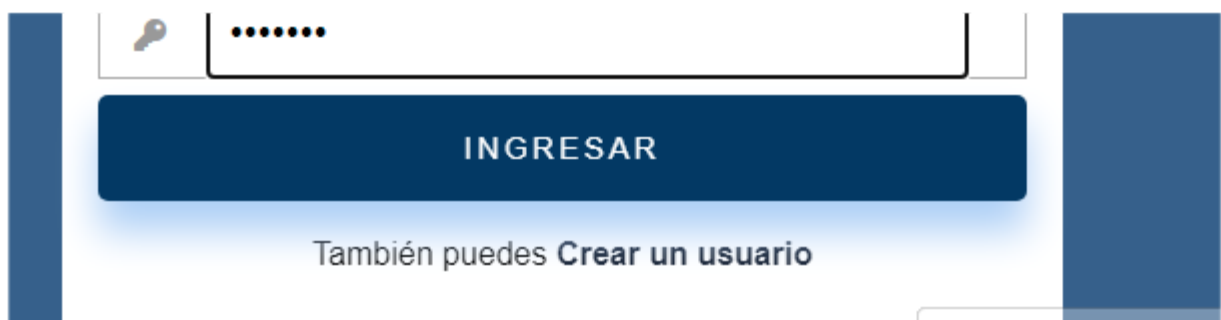 •••••••
INGRESAR
También puedes Crear un usuario